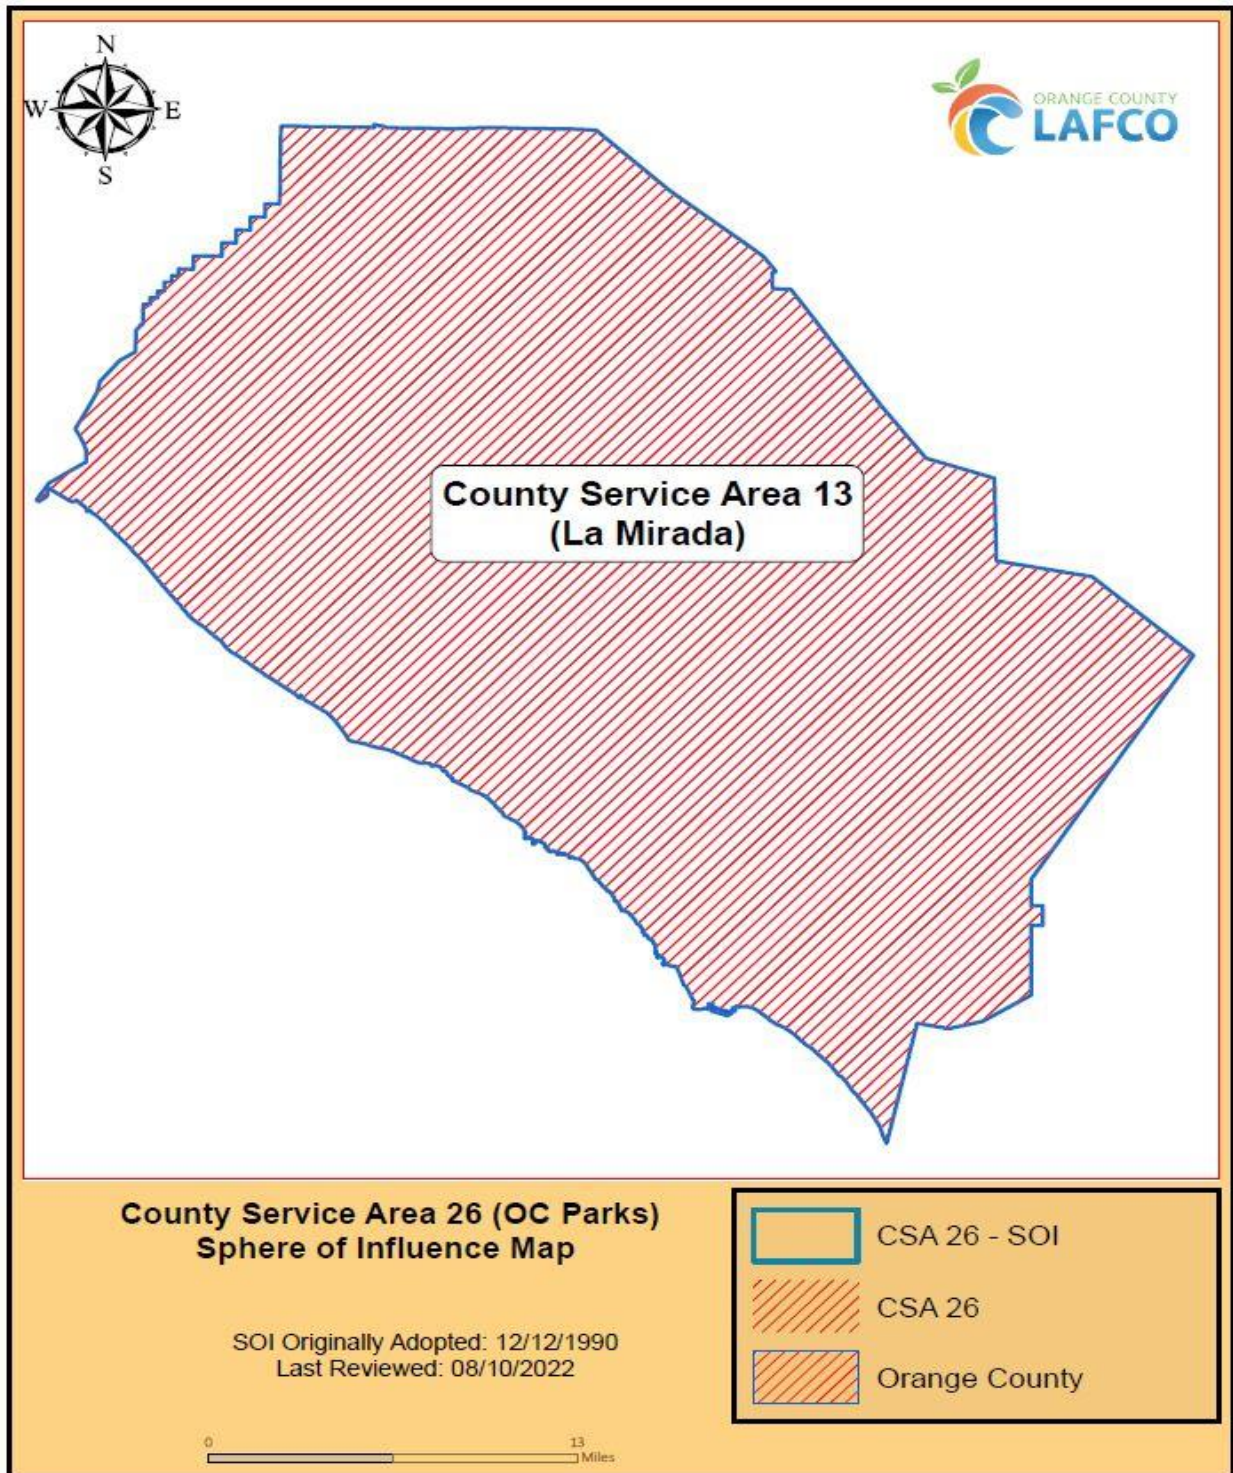 N
W E
S
ORANGE COUNTY
LAFCO
County Service Area 13
(La Mirada)
County Service Area 26 (OC Parks)
Sphere of Influence Map
SOI Originally Adopted: 12/12/1990
Last Reviewed: 08/10/2022
0 13
Miles
CSA 26 - SOI
CSA 26
Orange County